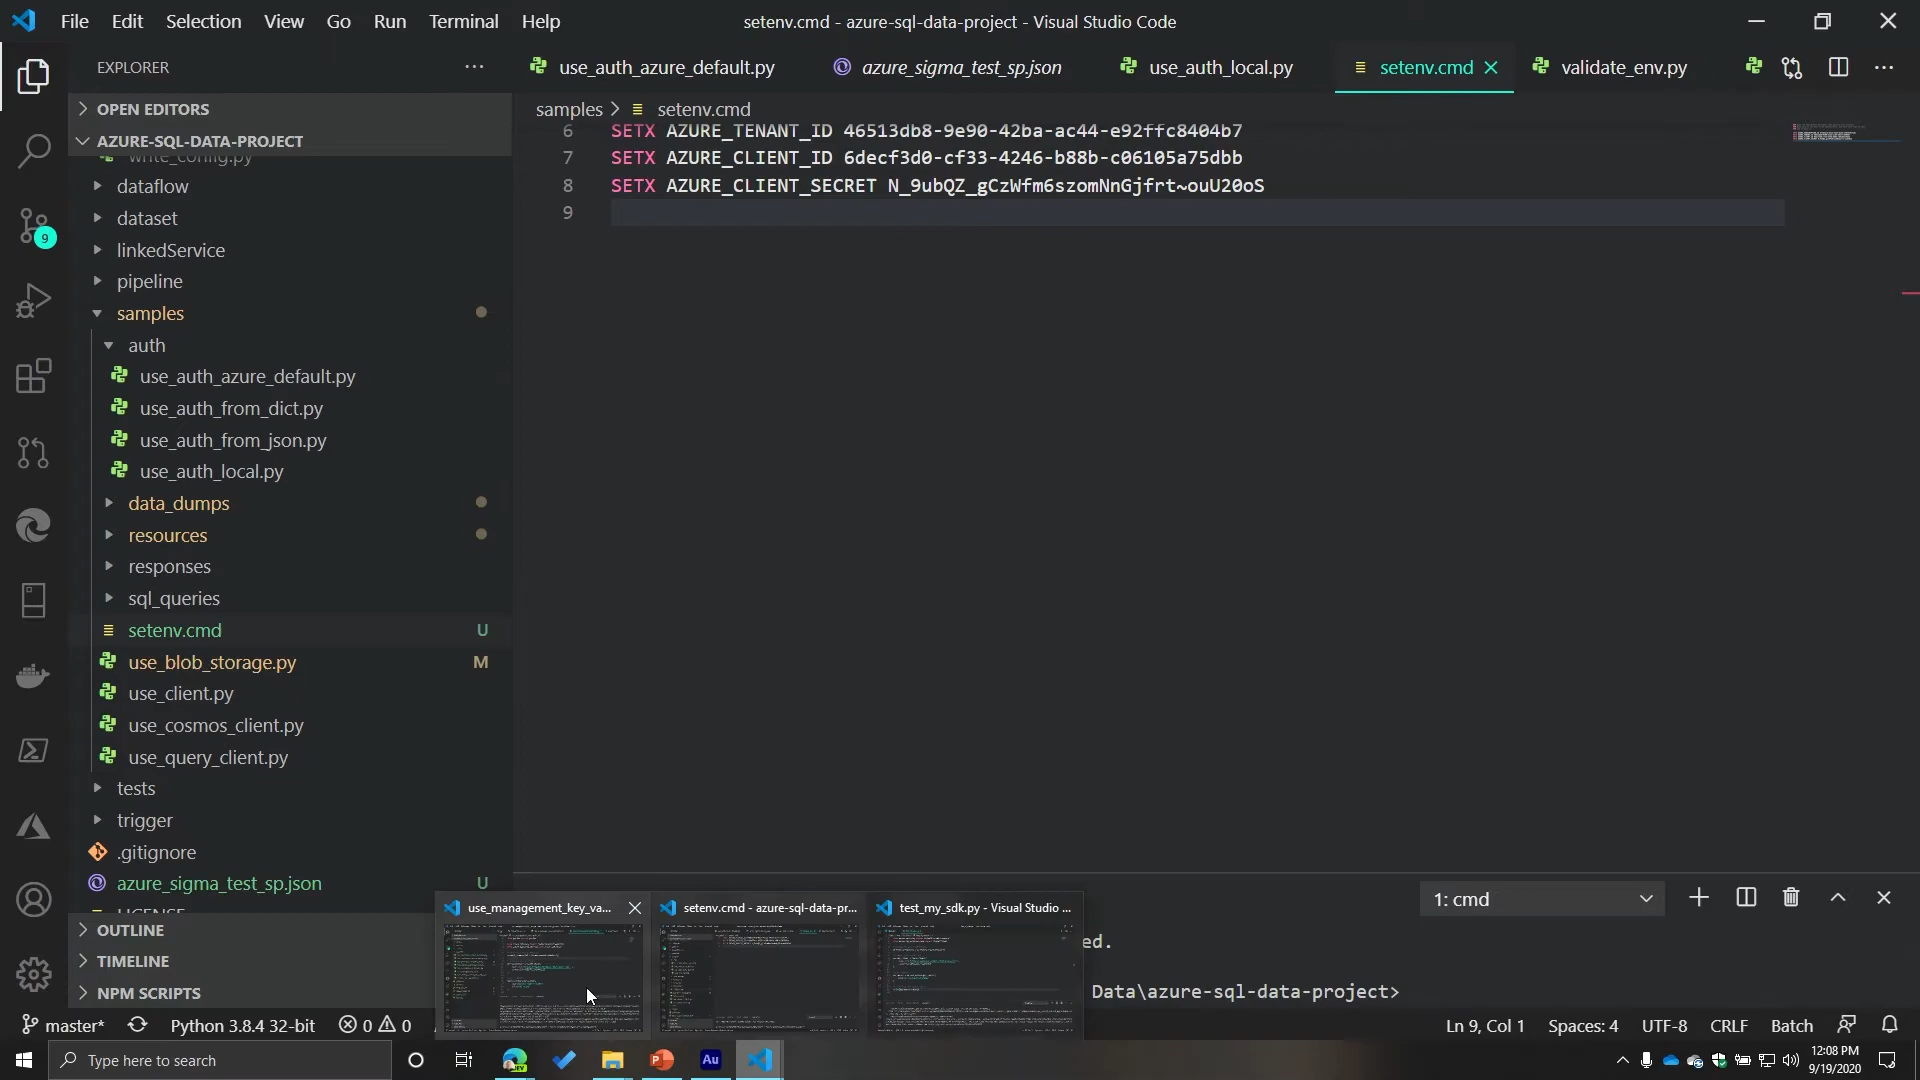 File Edit Selection View Go Run Terminal Help
setenv.cmd - azure-sql-data-project - Visual Studio Code
EXPLORER
use_auth_azure_default.py
azure_sigma_test_sp.json
use_auth_local.py
setenv.cmd
validate_env.py
OPEN EDITORS
samples > setenv.cmd
AZURE-SQL-DATA-PROJECT
write_config.py
dataflow
dataset
linkedService
pipeline
samples
auth
use_auth_azure_default.py
use_auth_from_dict.py
use_auth_from_json.py
use_auth_local.py
data_dumps
resources
responses
sql_queries
setenv.cmd U
use_blob_storage.py M
use_client.py
use_cosmos_client.py
use_query_client.py
tests
trigger
.gitignore
azure_sigma_test_sp.json U
LICENSE
OUTLINE
TIMELINE
NPM SCRIPTS
9
6 SETX AZURE_TENANT_ID 46513db8-9e90-42ba-ac44-e92ffc8404b7
7 SETX AZURE_CLIENT_ID 6decf3d0-cf33-4246-b88b-c06105a75dbb
8 SETX AZURE_CLIENT_SECRET N_9ubQZ_gCzWfm6szomNnGjfrt~ouU20oS
9
1: cmd
use_management_key_va...
setenv.cmd - azure-sql-data-pr...
test_my_sdk.py - Visual Studio ...
ed.
Data\azure-sql-data-project>
master* Python 3.8.4 32-bit 0 0
Ln 9, Col 1 Spaces: 4 UTF-8 CRLF Batch
Type here to search
Au
12:08 PM
9/19/2020